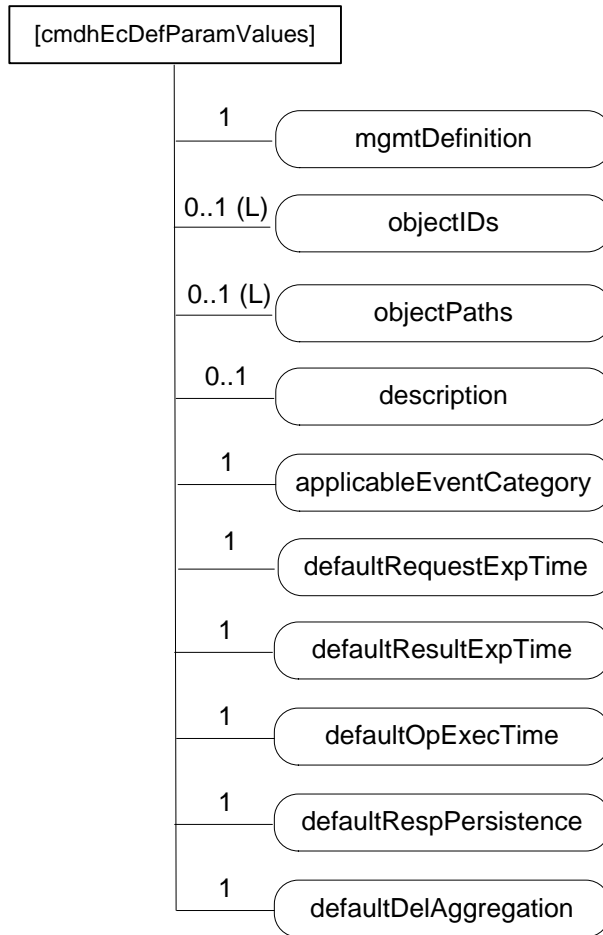 [cmdhEcDefParamValues]
1
mgmtDefinition
0..1 (L)
objectIDs
0..1 (L)
objectPaths
0..1
description
1
applicableEventCategory
1
defaultRequestExpTime
1
defaultResultExpTime
1
defaultOpExecTime
1
defaultRespPersistence
1
defaultDelAggregation